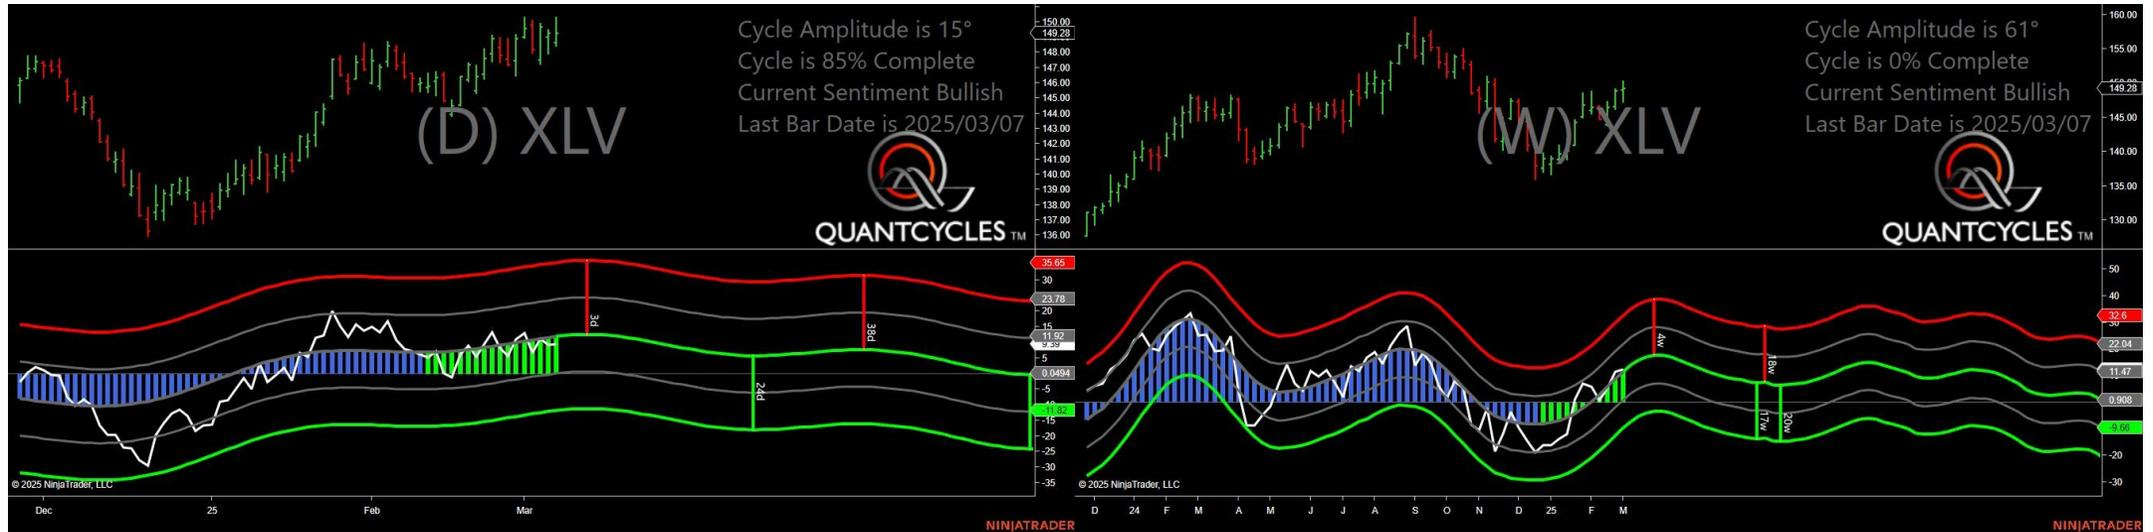 Cycle Amplitude is 15°
Cycle is 85% Complete
Current Sentiment Bullish
Last Bar Date is 2025/03/07
(D) XLV
QUANTCYCLES TM
150.00
149.28
148.00
147.00
146.00
145.00
144.00
143.00
142.00
141.00
140.00
139.00
138.00
137.00
136.00
35.65
30
23.78
20
15
11.92
9.39
5
0.0494
-5
-11.82
-15
-20
-25
-30
-35
3d
24d
38d
© 2025 NinjaTrader, LLC
Dec
25
Feb
Mar
NINJATRADER
Cycle Amplitude is 61°
Cycle is 0% Complete
Current Sentiment Bullish
Last Bar Date is 2025/03/07
(W) XLV
QUANTCYCLES TM
160.00
155.00
149.28
145.00
140.00
135.00
130.00
50
40
32.6
22.04
11.47
0.908
-9.66
-20
-30
4w
18w
17w
20w
© 2025 NinjaTrader, LLC
D
24
F
M
A
M
J
J
A
S
O
N
D
25
F
M
NINJATRADER